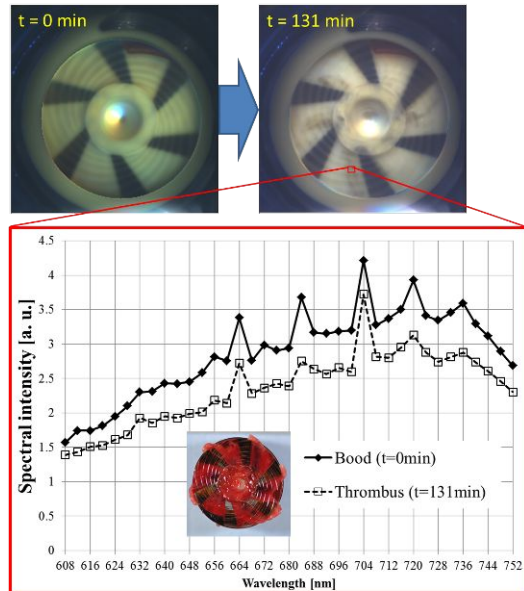 t = 0 min
t = 131 min
4.5
4
3.5
3
2.5
2
1.5
1
0.5
0
Spectral intensity [a. u.]
Bood (t=0min)
Thrombus (t=131min)
608 616 624 632 640 648 656 664 672 680 688 696 704 712 720 728 736 744 752
Wavelength [nm]